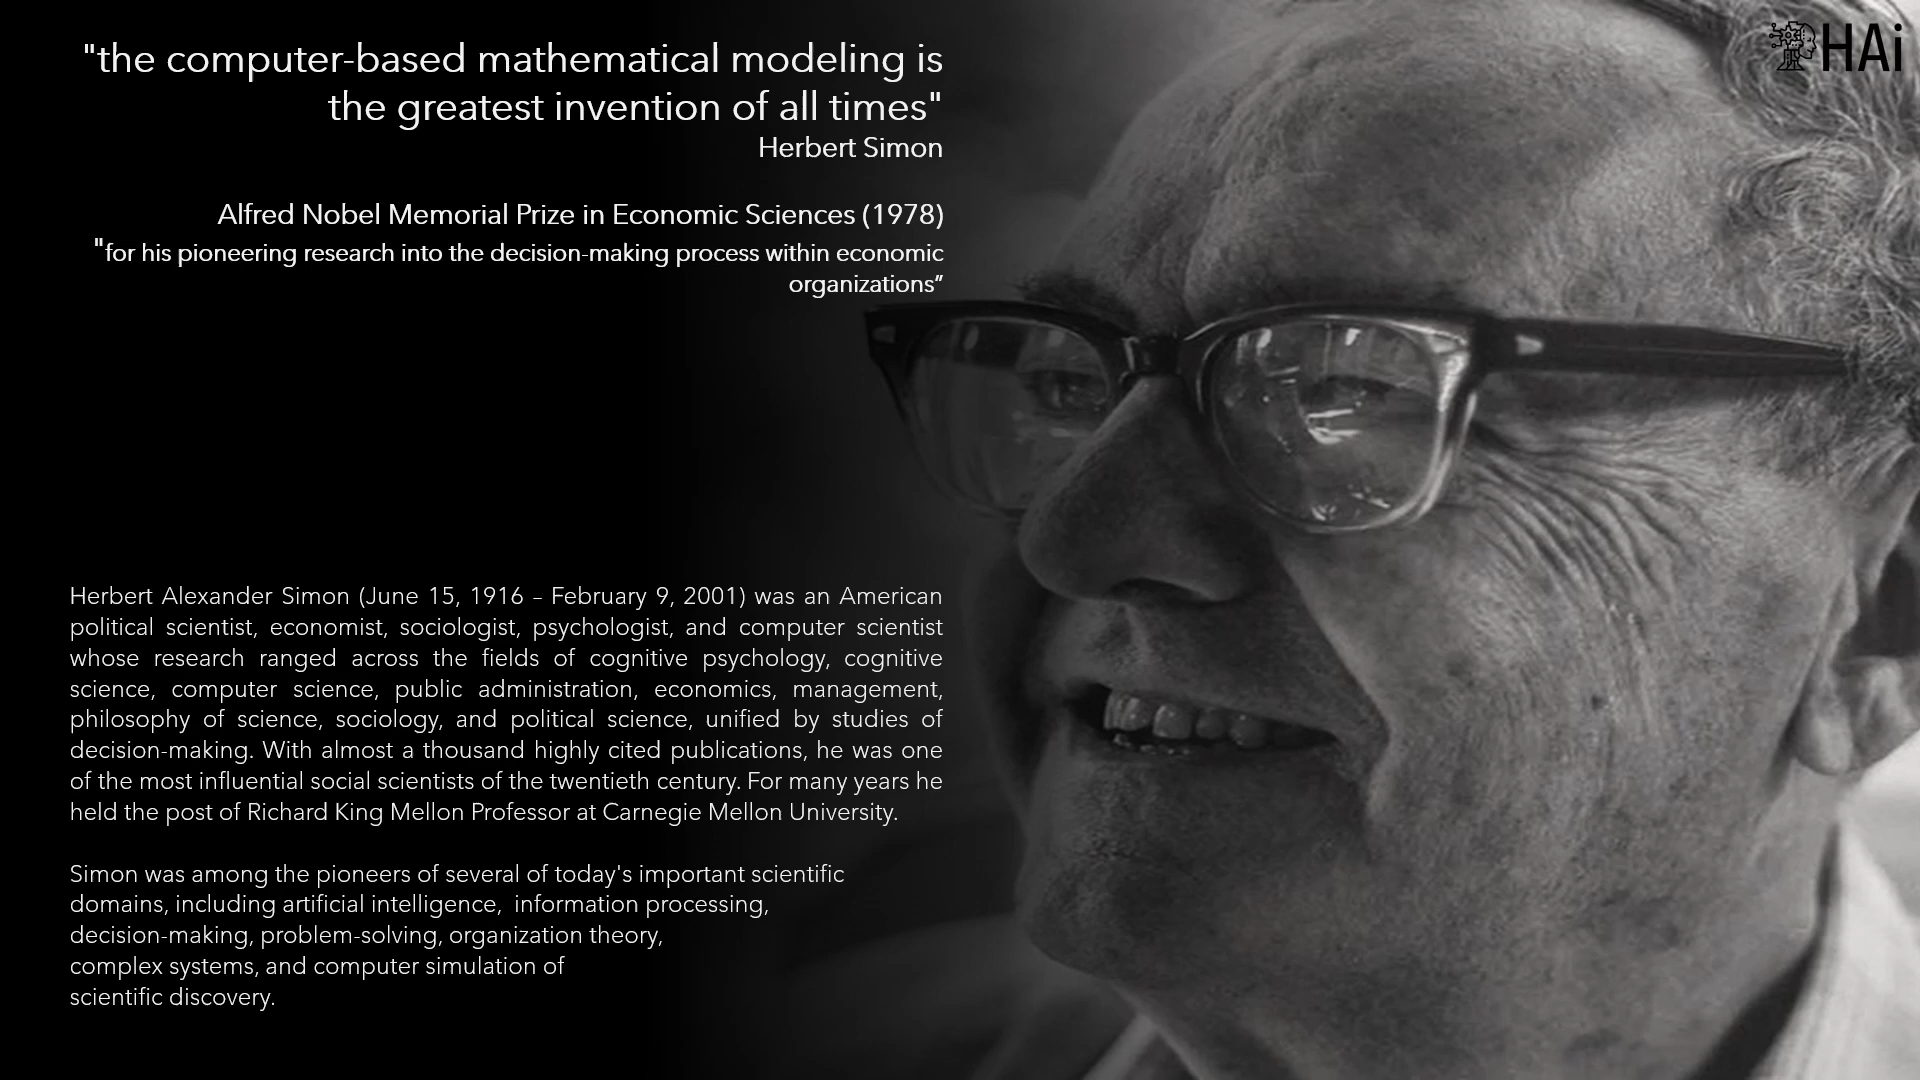 "the computer-based mathematical modeling is
the greatest invention of all times"
Herbert Simon
Alfred Nobel Memorial Prize in Economic Sciences (1978)
"for his pioneering research into the decision-making process within economic
organizations”
HAi
Herbert Alexander Simon (June 15, 1916 – February 9, 2001) was an American
political scientist, economist, sociologist, psychologist, and computer scientist
whose research ranged across the fields of cognitive psychology, cognitive
science, computer science, public administration, economics, management,
philosophy of science, sociology, and political science, unified by studies of
decision-making. With almost a thousand highly cited publications, he was one
of the most influential social scientists of the twentieth century. For many years he
held the post of Richard King Mellon Professor at Carnegie Mellon University.
Simon was among the pioneers of several of today's important scientific
domains, including artificial intelligence,  information processing,
decision-making, problem-solving, organization theory,
complex systems, and computer simulation of
scientific discovery.